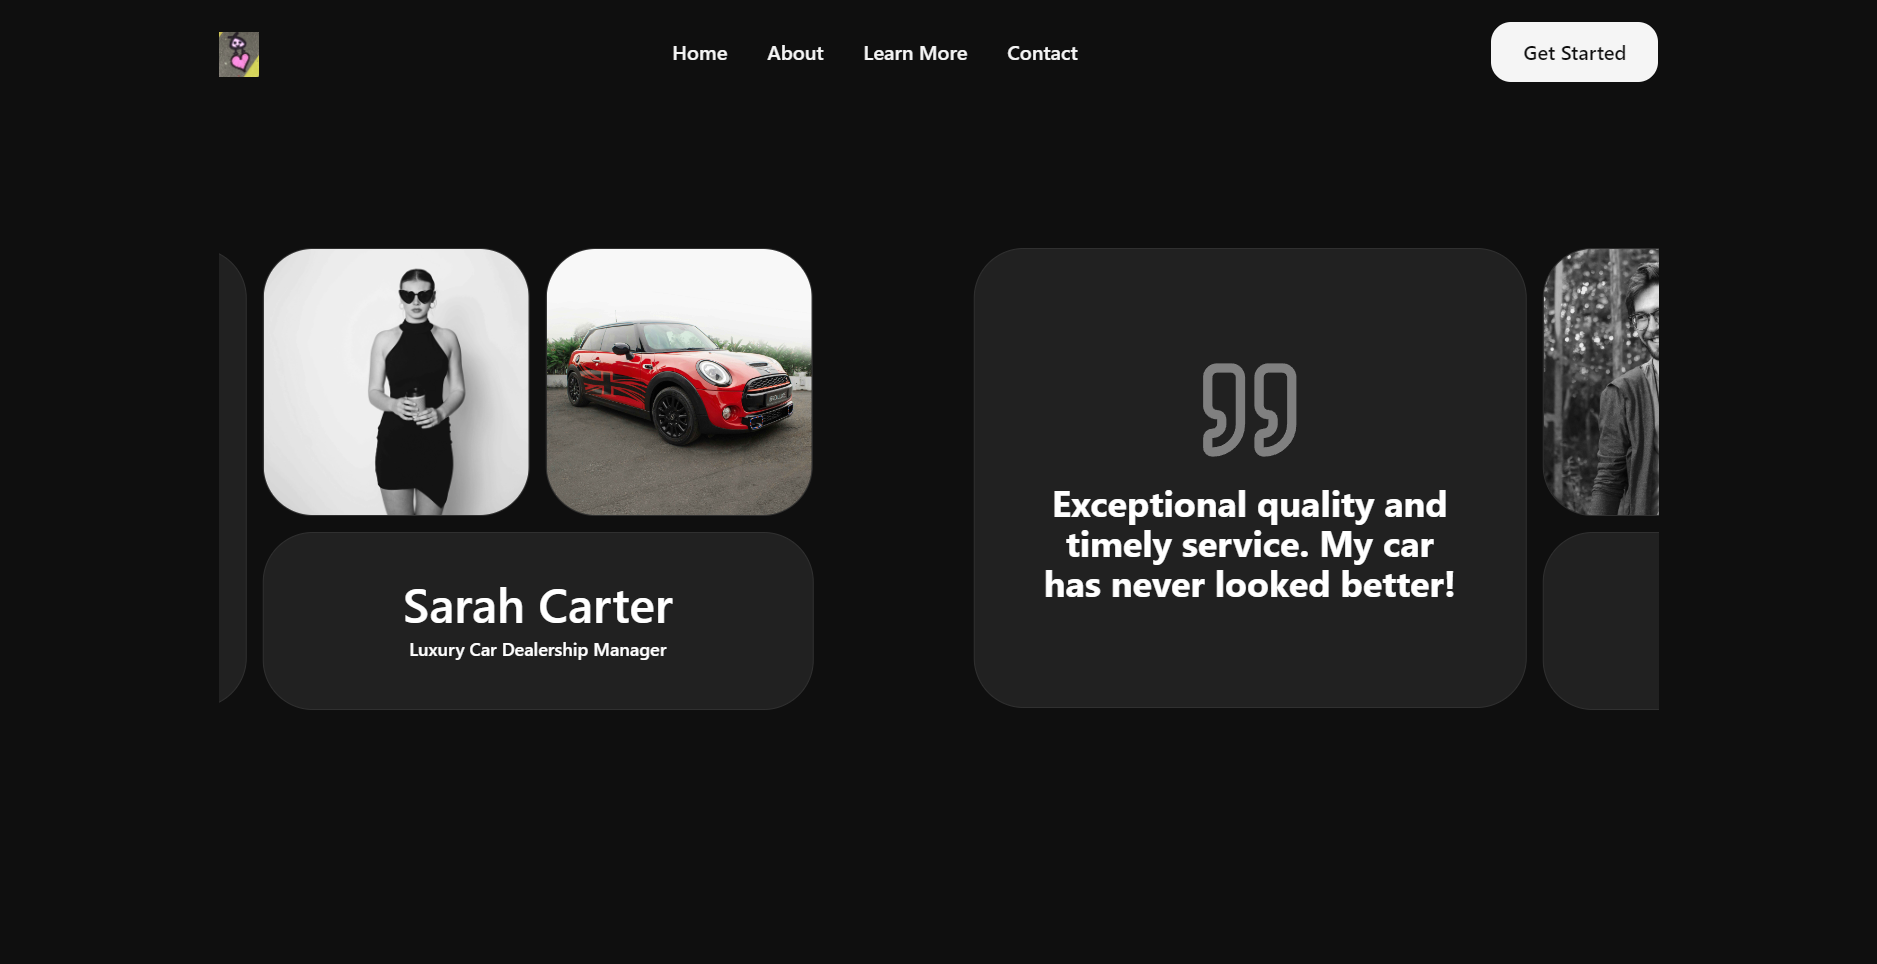 Home
About
Learn More
Contact
Get Started
Sarah Carter
Luxury Car Dealership Manager
Exceptional quality and
timely service. My car
has never looked better!